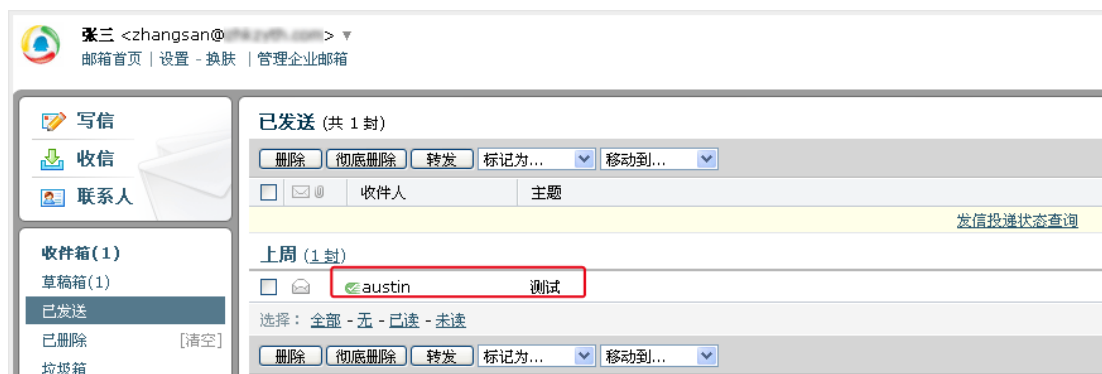 张三 <zhangsan@ > ▼
邮箱首页 | 设置 - 换肤 | 管理企业邮箱
写信
收信
联系人
收件箱(1)
草稿箱(1)
已发送
已删除 [清空]
垃圾箱
已发送 (共 1 封)
删除 彻底删除 转发 标记为... 移动到...
收件人 主题
发信投递状态查询
上周 (1 封)
austin 测试
选择： 全部 - 无 - 已读 - 未读
删除 彻底删除 转发 标记为... 移动到...